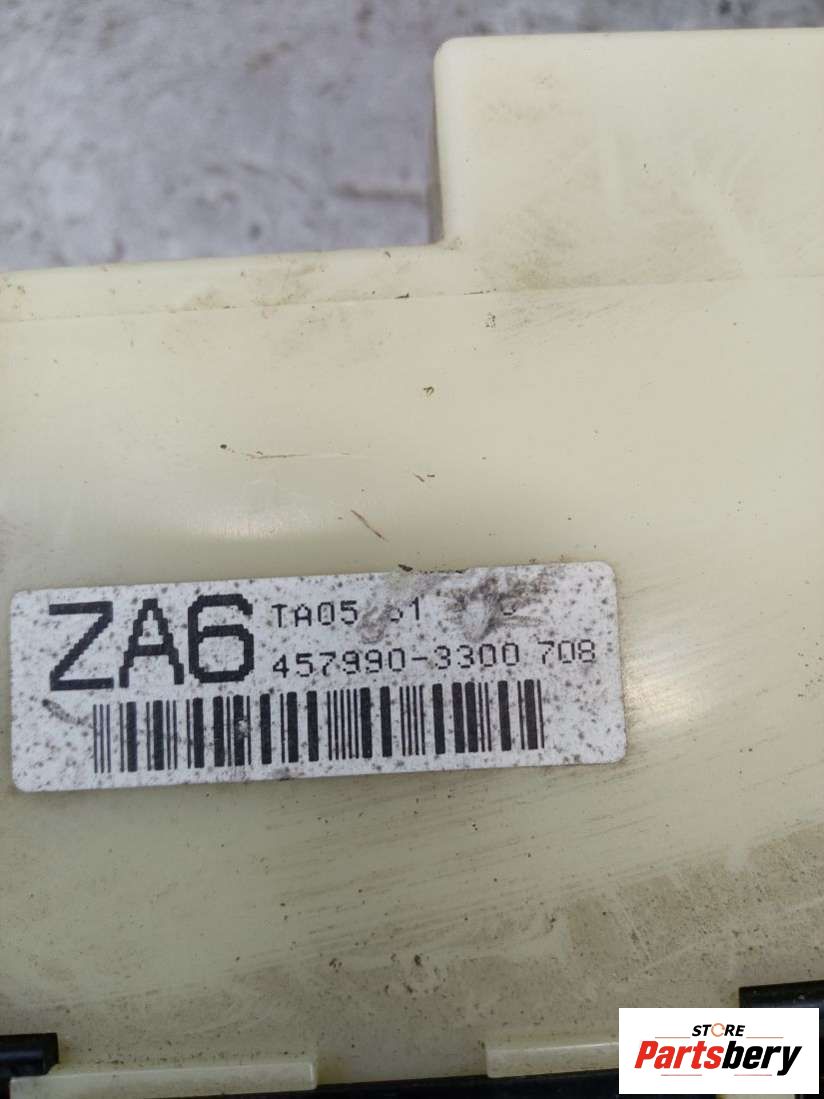 ZA6
TA05
457990-3300 708
STORE
Partsbery